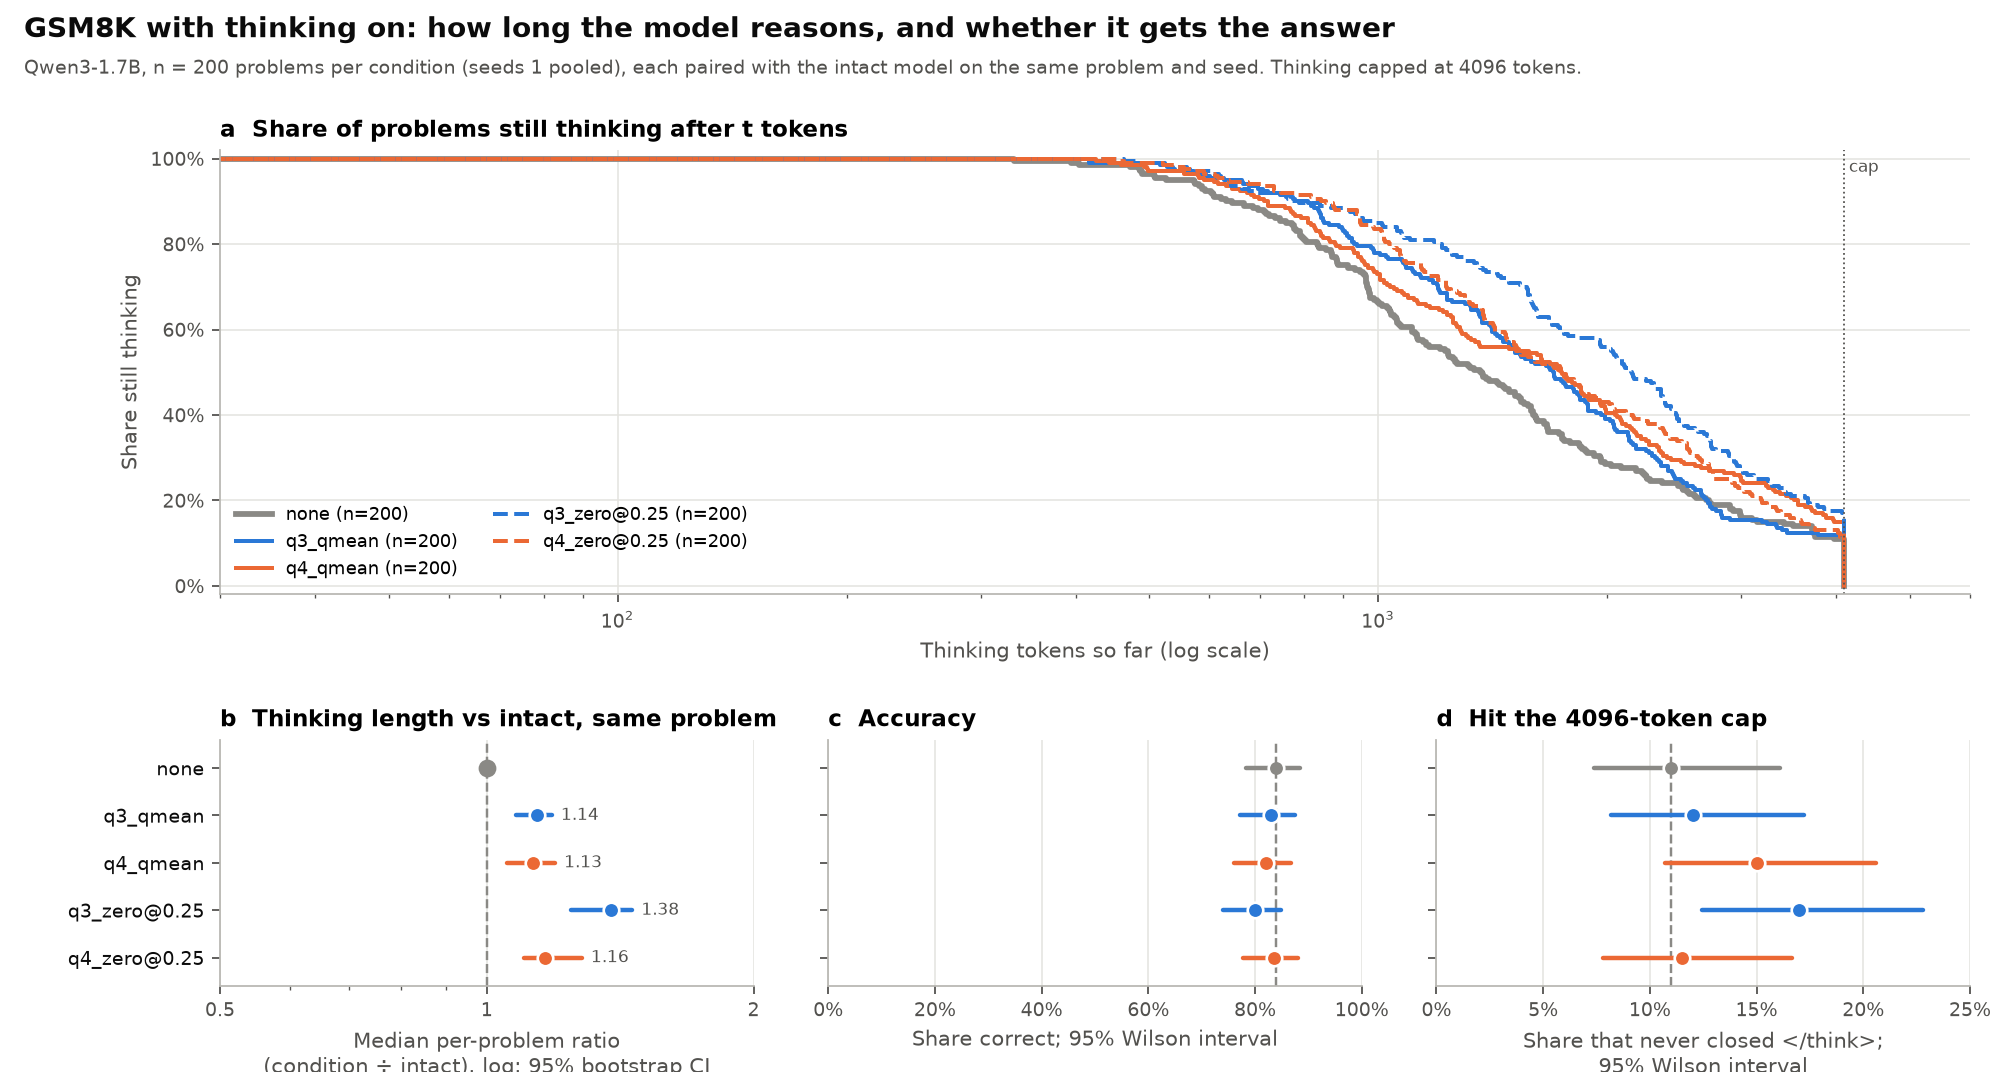 GSM8K with thinking on: how long the model reasons, and whether it gets the answer
Qwen3-1.7B, n = 200 problems per condition (seeds 1 pooled), each paired with the intact model on the same problem and seed. Thinking capped at 4096 tokens.
a Share of problems still thinking after t tokens
100%
80%
60%
40%
20%
0%
Share still thinking
cap
none (n=200)
q3_qmean (n=200)
q4_qmean (n=200)
q3_zero@0.25 (n=200)
q4_zero@0.25 (n=200)
10²
10³
Thinking tokens so far (log scale)
b Thinking length vs intact, same problem
none
q3_qmean
q4_qmean
q3_zero@0.25
q4_zero@0.25
1.14
1.13
1.38
1.16
0.5
1
2
Median per-problem ratio
(condition ÷ intact), log; 95% bootstrap CI
c Accuracy
0%
20%
40%
60%
80%
100%
Share correct; 95% Wilson interval
d Hit the 4096-token cap
0%
5%
10%
15%
20%
25%
Share that never closed </think>;
95% Wilson interval